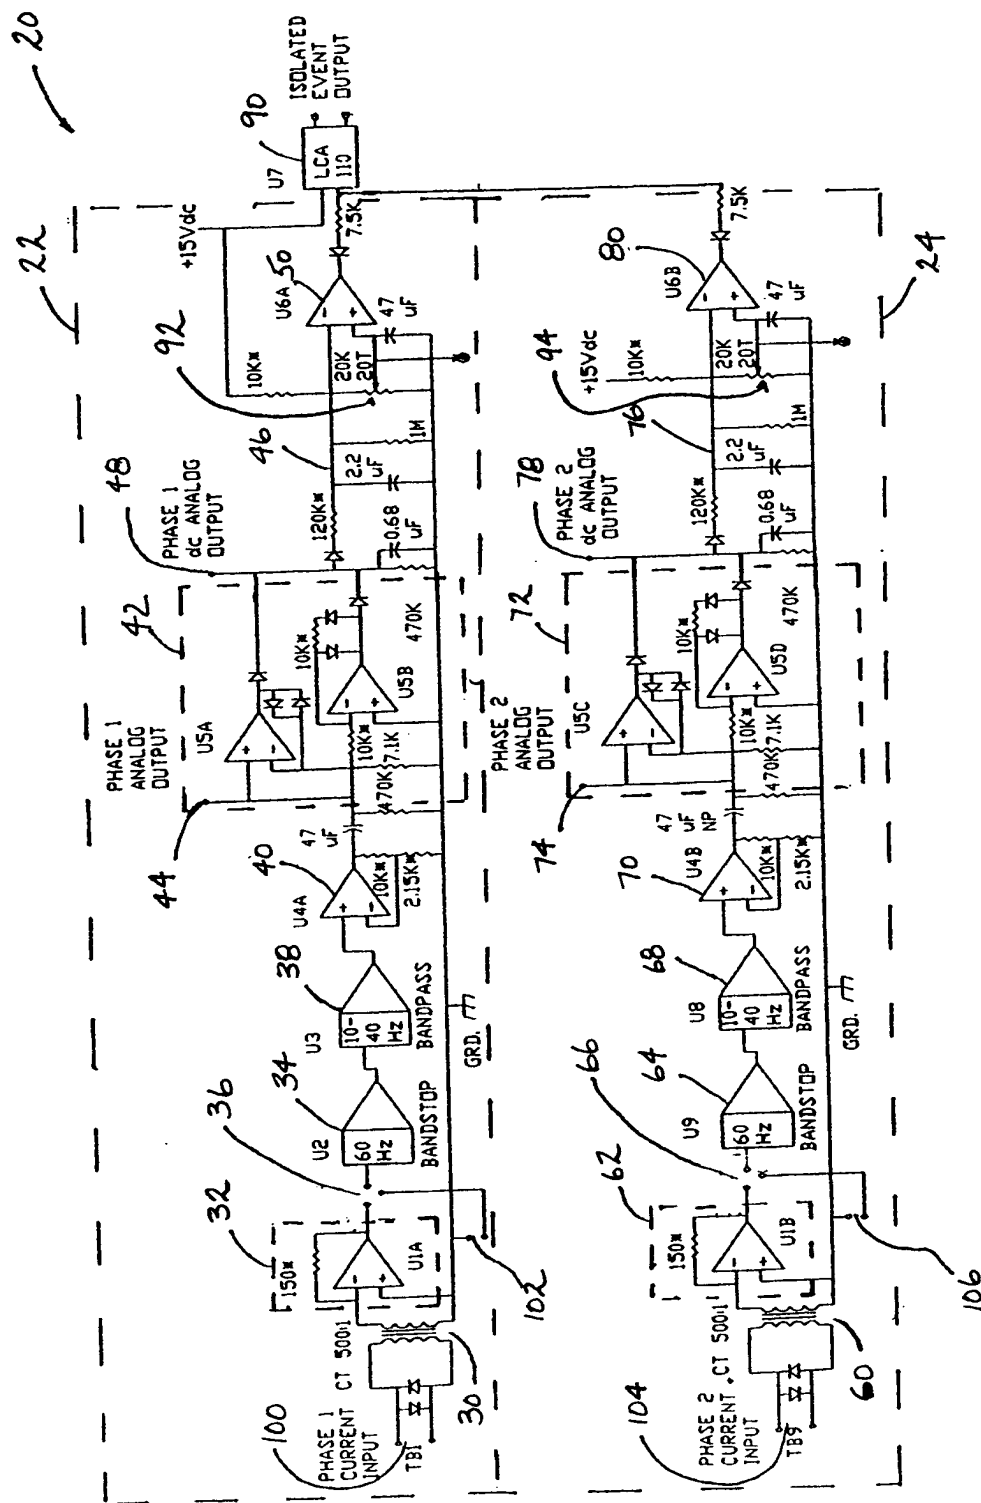 20
22
+15Vdc
U7
90
LCA
110
ISOLATED
EVENT
OUTPUT
7.5K
U6A
50
47
uF
92
10K*
20K
20T
46
2.2
uF
1M
48
PHASE 1
dc ANALOG
OUTPUT
120K*
0.68
uF
42
10K*
470K
U5B
PHASE 1
ANALOG
OUTPUT
U5A
10K*
7.1K
470K
44
47
uF
40
U4A
10K*
2.15K*
38
U3
10-
40
Hz
BANDPASS
34
U2
60
Hz
BANDSTOP
GRD.
36
32
150*
U1A
102
CT 500:1
30
100
PHASE 1
CURRENT
INPUT
TB1
24
7.5K
U6B
80
47
uF
94
+15Vdc
10K*
20K
20T
76
2.2
uF
1M
78
PHASE 2
dc ANALOG
OUTPUT
120K*
0.68
uF
72
10K*
470K
U5D
PHASE 2
ANALOG
OUTPUT
U5C
10K*
7.1K
470K
74
47
uF
NP
70
U4B
10K*
2.15K*
68
U8
10-
40
Hz
BANDPASS
64
U9
60
Hz
BANDSTOP
GRD.
66
62
150*
U1B
106
CT 500:1
60
104
PHASE 2
CURRENT
INPUT
TB9